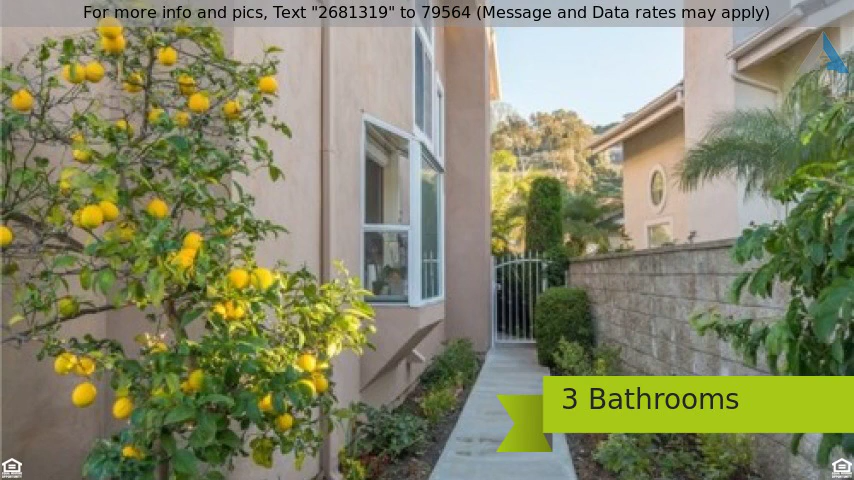 For more info and pics, Text "2681319" to 79564 (Message and Data rates may apply)
3 Bathrooms